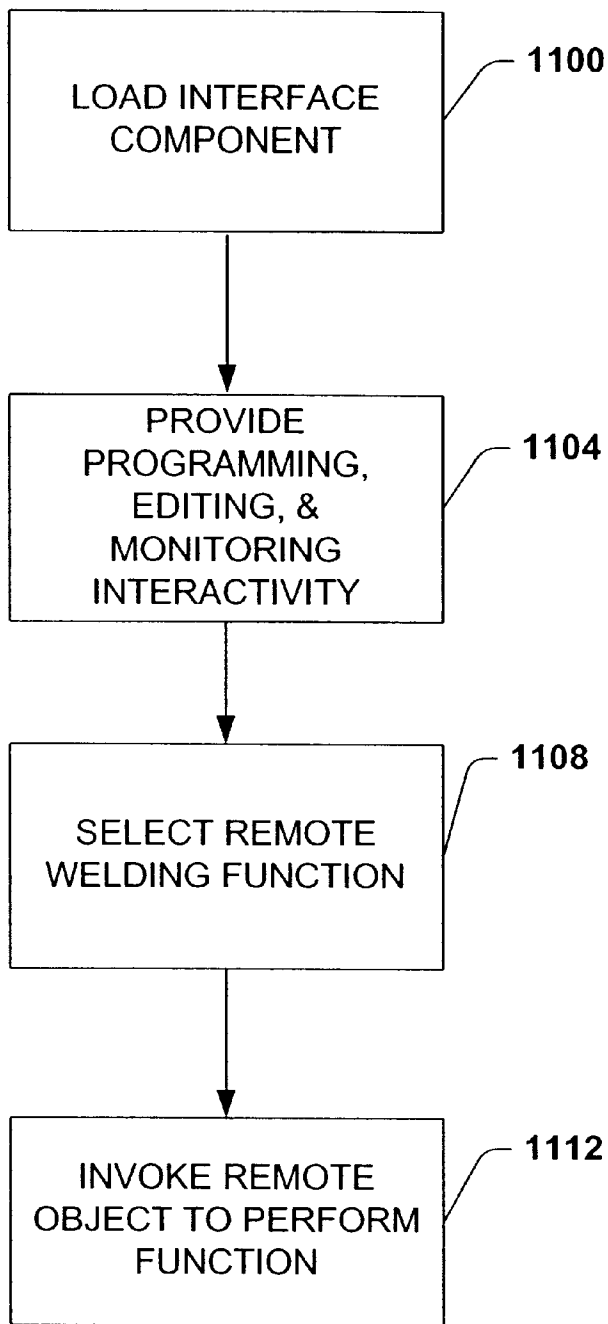 1100
LOAD INTERFACE
COMPONENT
1104
PROVIDE
PROGRAMMING,
EDITING, &
MONITORING
INTERACTIVITY
1108
SELECT REMOTE
WELDING FUNCTION
1112
INVOKE REMOTE
OBJECT TO PERFORM
FUNCTION